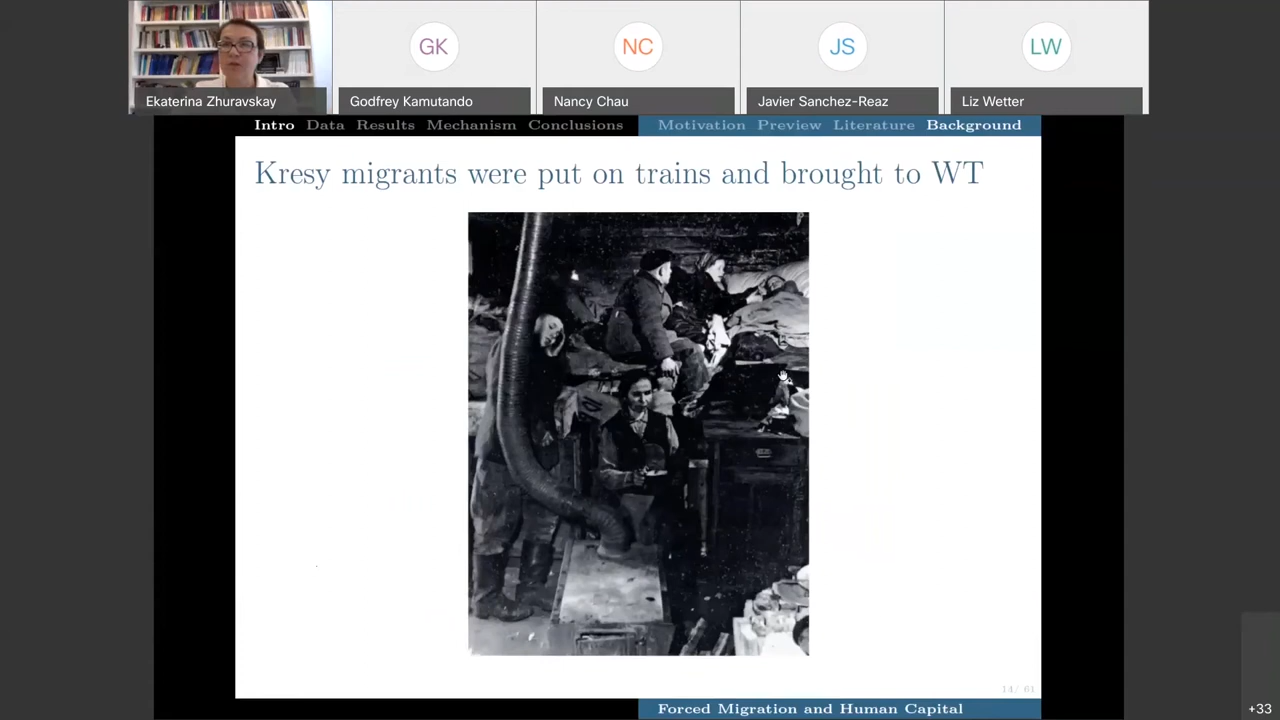 GK
NC
JS
LW
Ekaterina Zhuravskay
Godfrey Kamutando
Nancy Chau
Javier Sanchez-Reaz
Liz Wetter
Intro Data Results Mechanism Conclusions
Motivation Preview Literature Background
Kresy migrants were put on trains and brought to WT
14/ 61
Forced Migration and Human Capital
+33